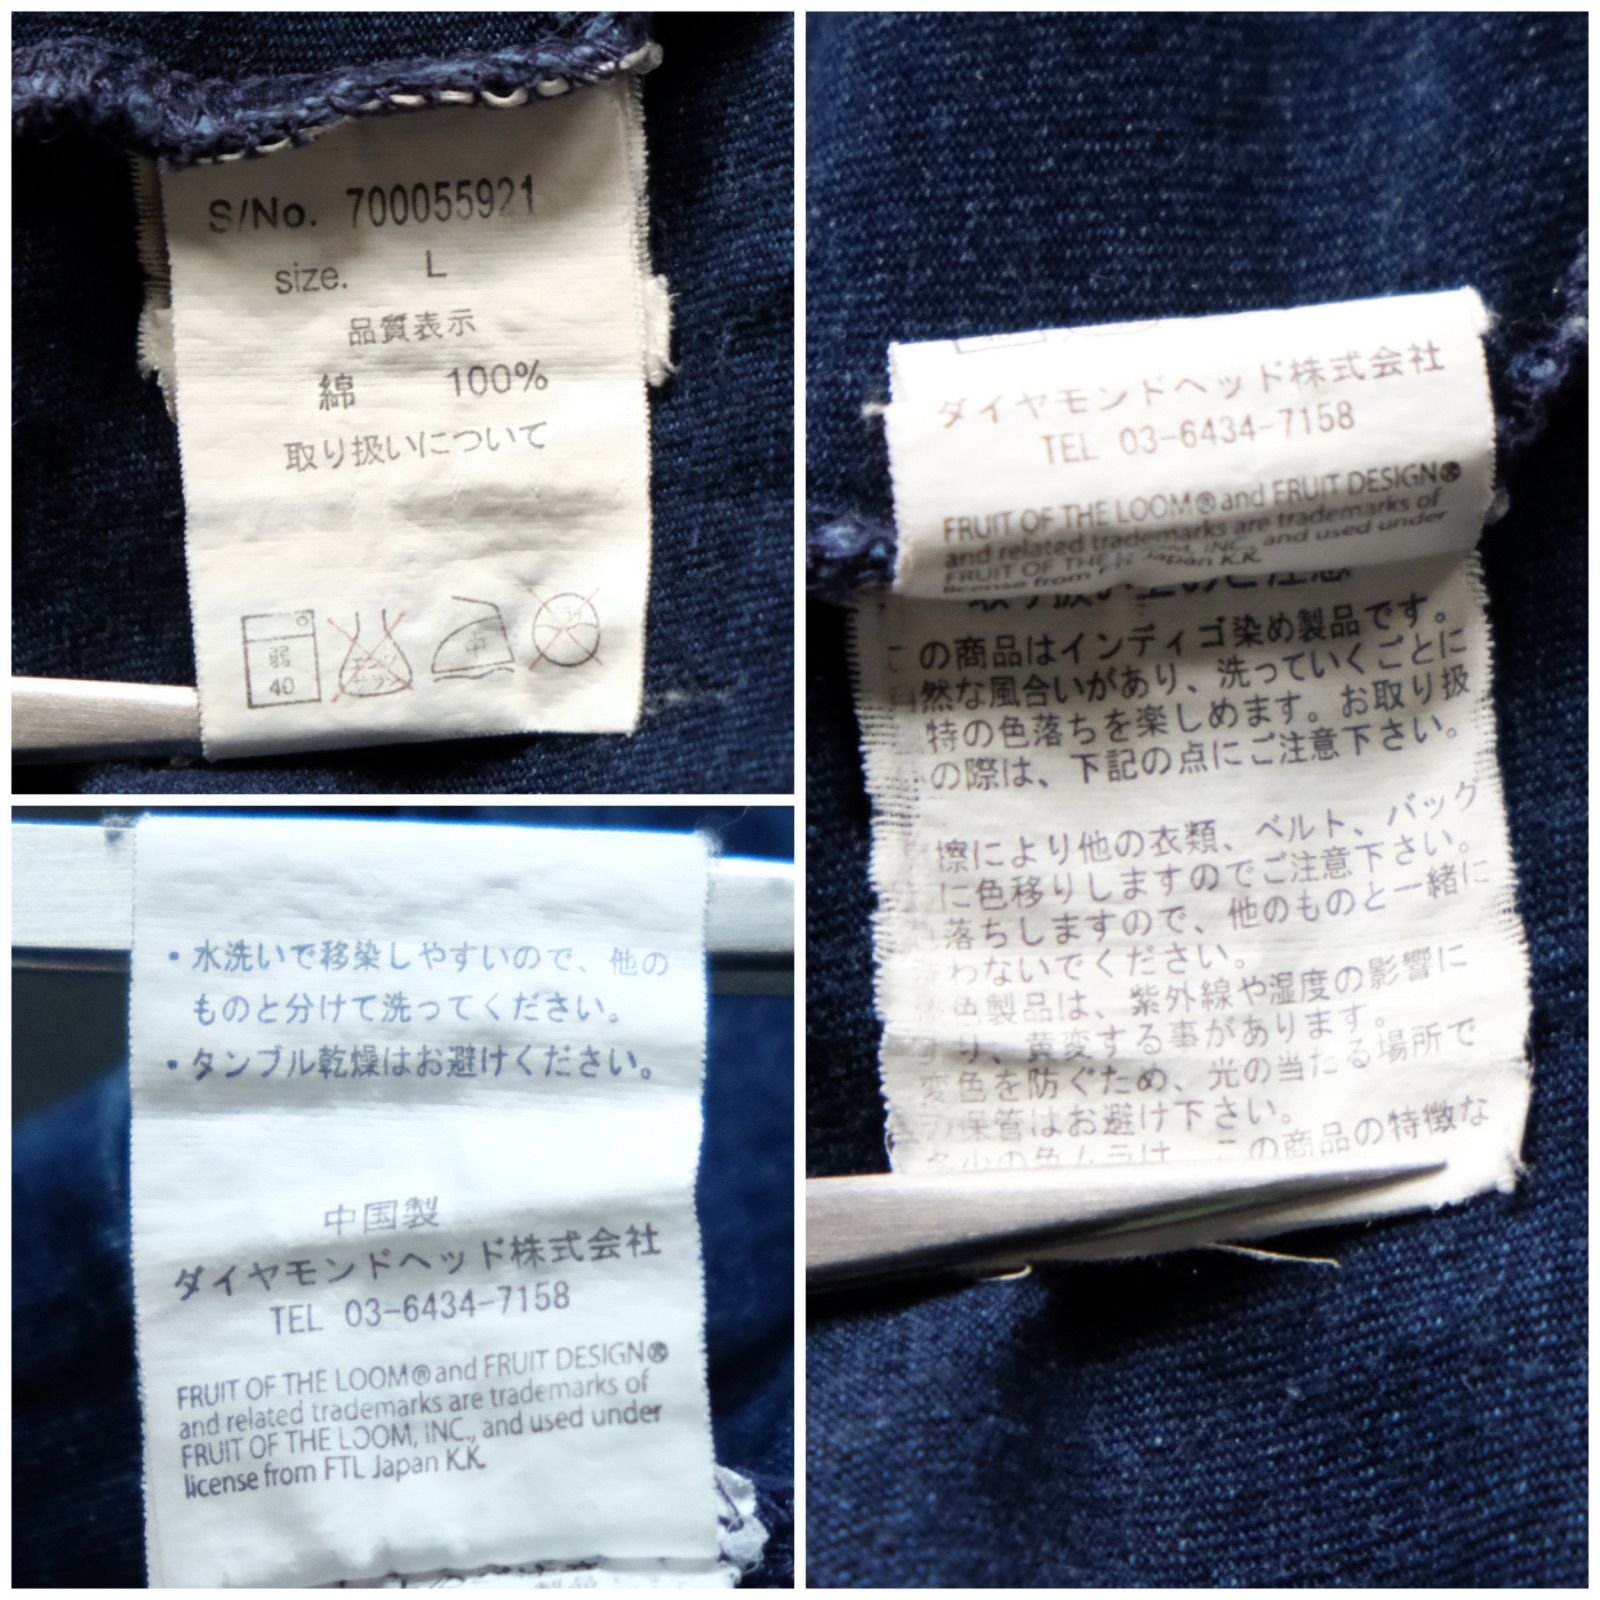 S/No. 700055921
size. L
品質表示
綿 100%
取り扱いについて
弱
40
中
・水洗いで移染しやすいので、他の
ものと分けて洗ってください。
・タンブル乾燥はお避けください。
中国製
ダイヤモンドヘッド株式会社
TEL 03-6434-7158
FRUIT OF THE LOOM® and FRUIT DESIGN®
and related trademarks are trademarks of
FRUIT OF THE LOOM, INC., and used under
license from FTL Japan K.K.
ダイヤモンドヘッド株式会社
TEL 03-6434-7158
FRUIT OF THE LOOM® and FRUIT DESIGN®
and related trademarks are trademarks of
FRUIT OF THE LOOM, INC., and used under
license from Japan K.K.
の商品はインディゴ染め製品です。
然な風合いがあり、洗っていくごとに
特の色落ちを楽しめます。お取り扱
の際は、下記の点にご注意下さい。
擦により他の衣類、ベルト、バッグ
に色移りしますのでご注意下さい。
落ちしますので、他のものと一緒に
わないでください。
色製品は、紫外線や湿度の影響に
り、黄変する事があります。
変色を防ぐため、光の当たる場所で
の保管はお避け下さい。
この商品の特徴な